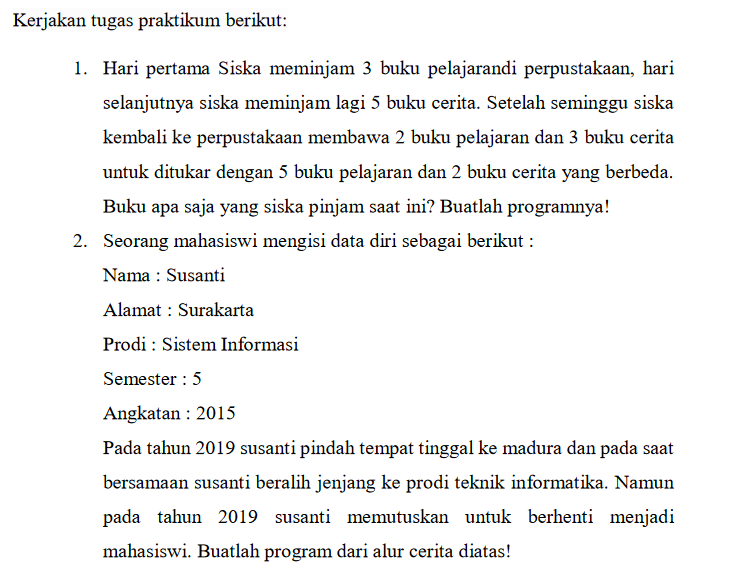 Kerjakan tugas praktikum berikut:
1. Hari pertama Siska meminjam 3 buku pelajarandi perpustakaan, hari
selanjutnya siska meminjam lagi 5 buku cerita. Setelah seminggu siska
kembali ke perpustakaan membawa 2 buku pelajaran dan 3 buku cerita
untuk ditukar dengan 5 buku pelajaran dan 2 buku cerita yang berbeda.
Buku apa saja yang siska pinjam saat ini? Buatlah programnya!
2. Seorang mahasiswi mengisi data diri sebagai berikut :
Nama : Susanti
Alamat : Surakarta
Prodi : Sistem Informasi
Semester : 5
Angkatan : 2015
Pada tahun 2019 susanti pindah tempat tinggal ke madura dan pada saat
bersamaan susanti beralih jenjang ke prodi teknik informatika. Namun
pada tahun 2019 susanti memutuskan untuk berhenti menjadi
mahasiswi. Buatlah program dari alur cerita diatas!